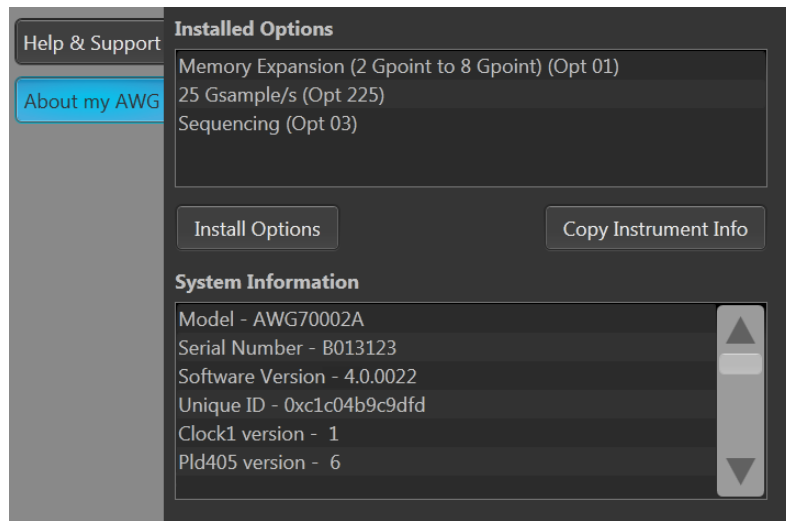 Help & Support
About my AWG
Installed Options
Memory Expansion (2 Gpoint to 8 Gpoint) (Opt 01)
25 Gsample/s (Opt 225)
Sequencing (Opt 03)
Install Options
Copy Instrument Info
System Information
Model - AWG70002A
Serial Number - B013123
Software Version - 4.0.0022
Unique ID - 0xc1c04b9c9dfd
Clock1 version -  1
Pld405 version -  6